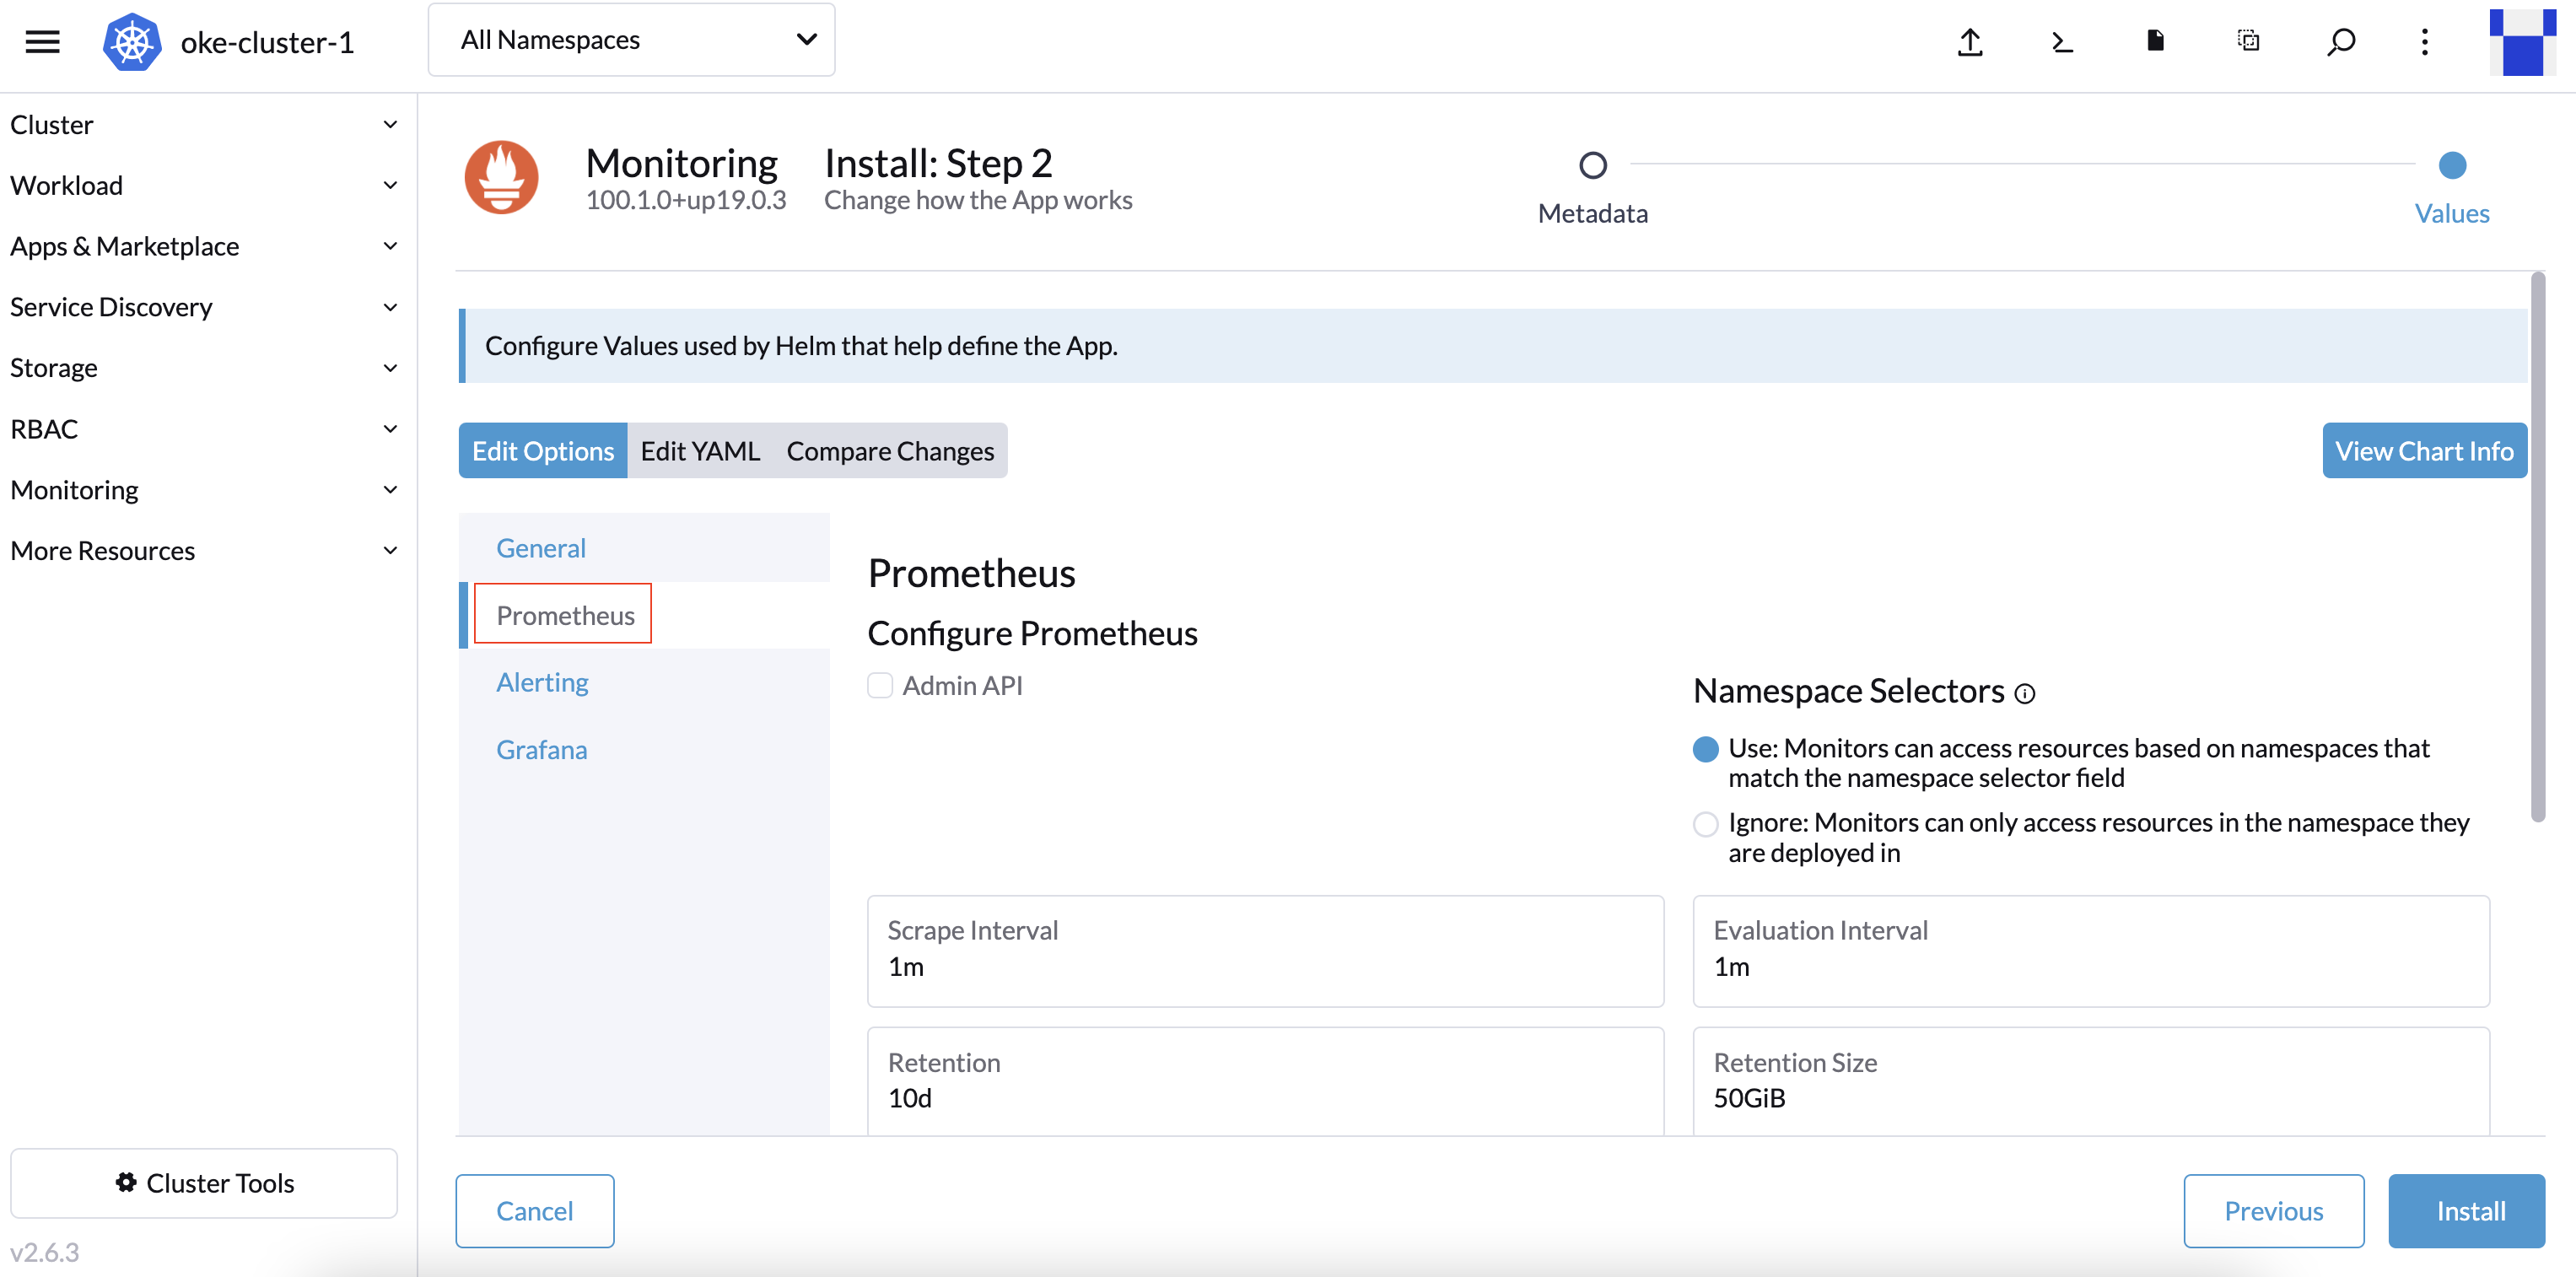 oke-cluster-1
All Namespaces
Cluster
Workload
Apps & Marketplace
Service Discovery
Storage
RBAC
Monitoring
More Resources
Cluster Tools
v2.6.3
Monitoring
100.1.0+up19.0.3
Install: Step 2
Change how the App works
Metadata
Values
Configure Values used by Helm that help define the App.
Edit Options
Edit YAML
Compare Changes
View Chart Info
General
Prometheus
Alerting
Grafana
Prometheus
Configure Prometheus
Admin API
Namespace Selectors
Use: Monitors can access resources based on namespaces that
match the namespace selector field
Ignore: Monitors can only access resources in the namespace they
are deployed in
Scrape Interval
1m
Evaluation Interval
1m
Retention
10d
Retention Size
50GiB
Cancel
Previous
Install